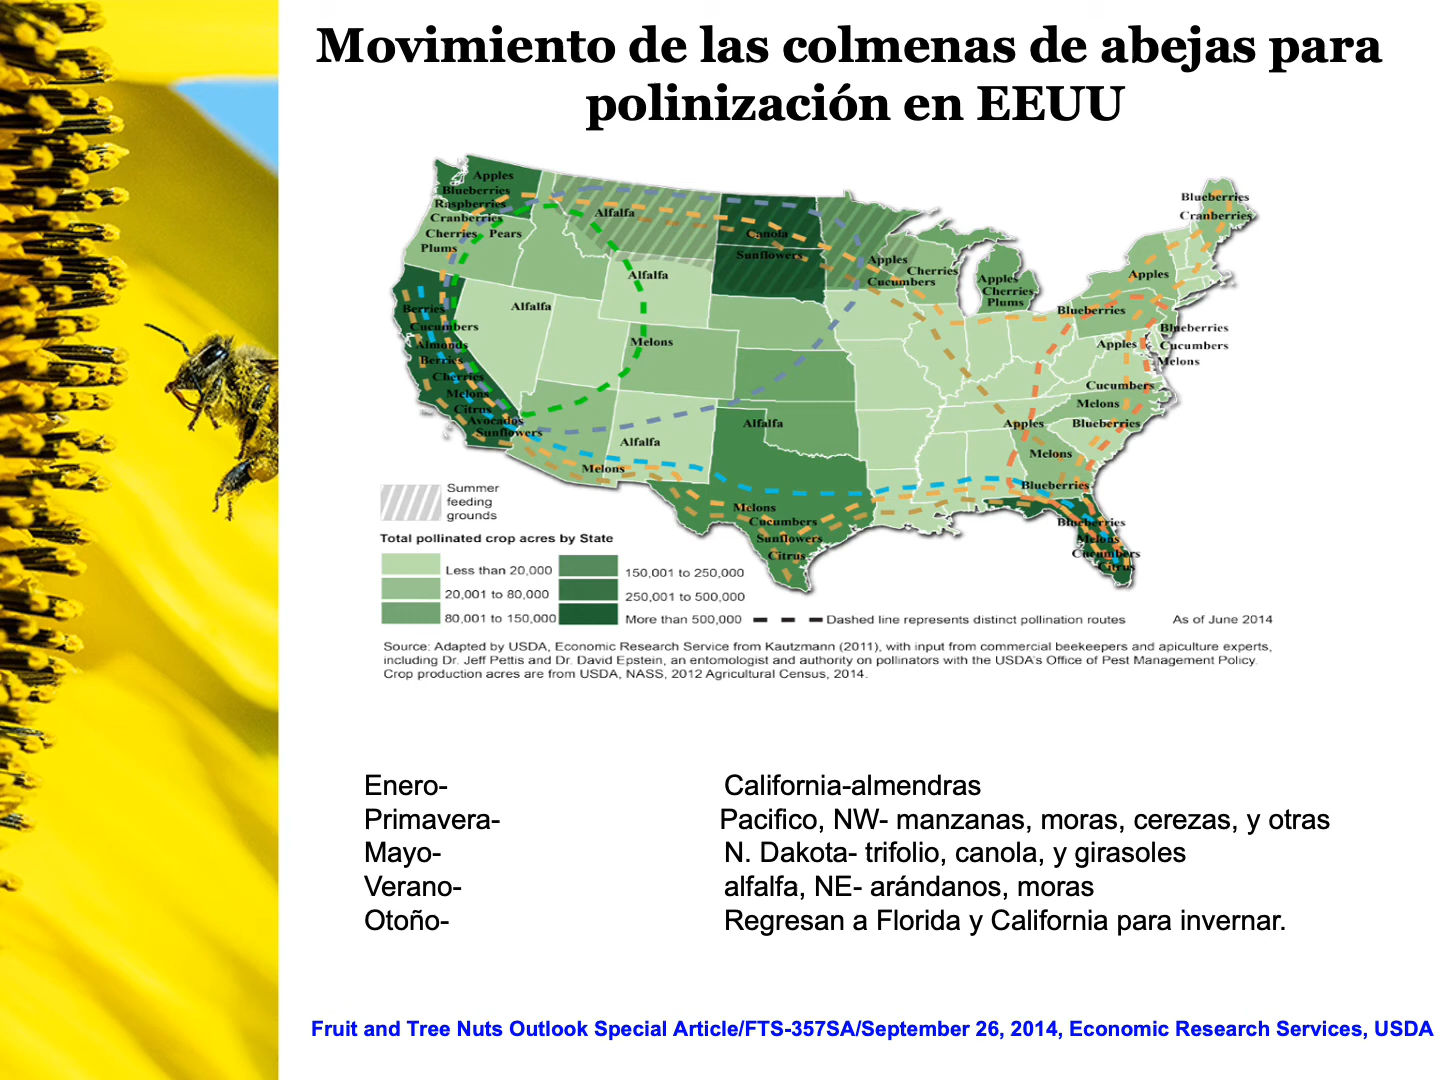 Movimiento de las colmenas de abejas para
polinización en EEUU
Apples
Blueberries
Raspberries
Cranberries
Cherries Pears
Plums
Alfalfa
Canola
Sunflowers
Alfalfa
Alfalfa
Melons
Berries
Cucumbers
Almonds
Berries
Cherries
Melons
Citrus
Avocados
Sunflowers
Alfalfa
Melons
Alfalfa
Melons
Cucumbers
Sunflowers
Citrus
Apples
Cherries
Cucumbers
Apples
Cherries
Plums
Blueberries
Cranberries
Apples
Blueberries
Blueberries
Apples Cucumbers
Melons
Cucumbers
Melons
Apples Blueberries
Melons
Blueberries
Blueberries
Melons
Cucumbers
Citrus
Summer
feeding
grounds
Total pollinated crop acres by State
Less than 20,000
20,001 to 80,000
80,001 to 150,000
150,001 to 250,000
250,001 to 500,000
More than 500,000
Dashed line represents distinct pollination routes
As of June 2014
Source: Adapted by USDA, Economic Research Service from Kautzmann (2011), with input from commercial beekeepers and apiculture experts,
including Dr. Jeff Pettis and Dr. David Epstein, an entomologist and authority on pollinators with the USDA's Office of Pest Management Policy.
Crop production acres are from USDA, NASS, 2012 Agricultural Census, 2014.
Enero- California-almendras
Primavera- Pacifico, NW- manzanas, moras, cerezas, y otras
Mayo- N. Dakota- trifolio, canola, y girasoles
Verano- alfalfa, NE- arándanos, moras
Otoño- Regresan a Florida y California para invernar.
Fruit and Tree Nuts Outlook Special Article/FTS-357SA/September 26, 2014, Economic Research Services, USDA